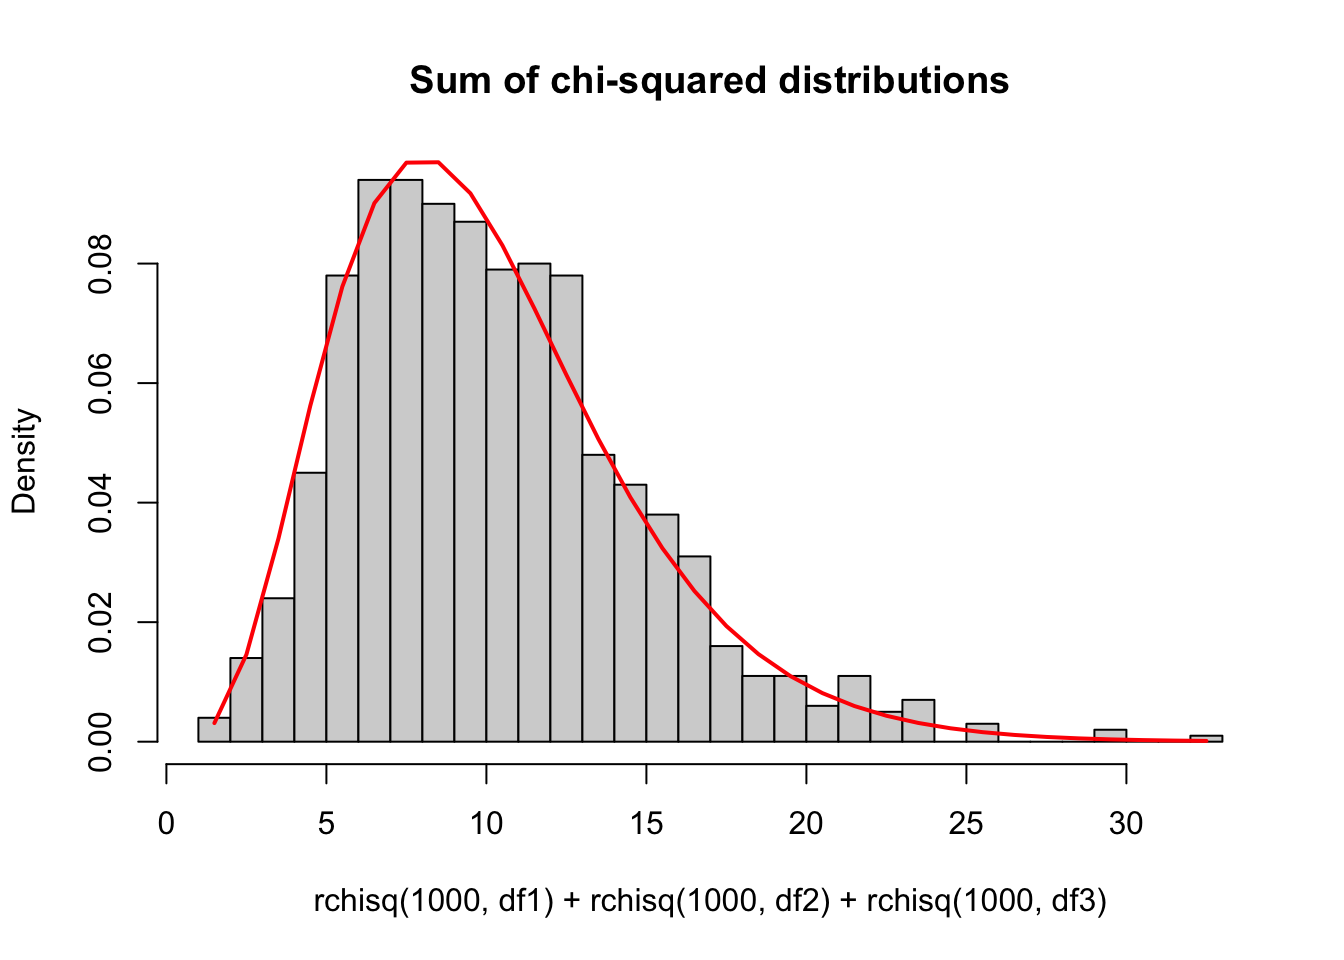 Sum of chi-squared distributions
Density
0.08
0.06
0.04
0.02
0.00
0 5 10 15 20 25 30
rchisq(1000, df1) + rchisq(1000, df2) + rchisq(1000, df3)